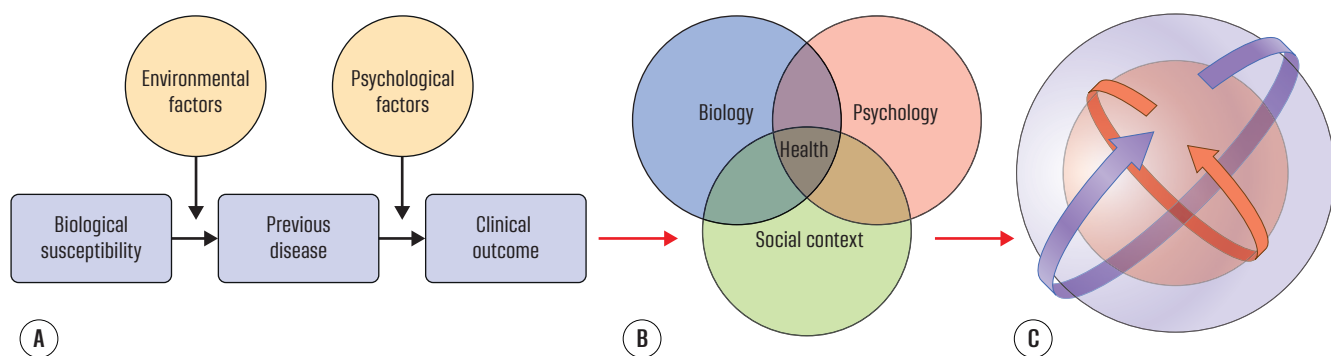 Environmental
factors
Psychological
factors
Biological
susceptibility
Previous
disease
Clinical
outcome
A
Biology
Psychology
Health
Social context
B
C